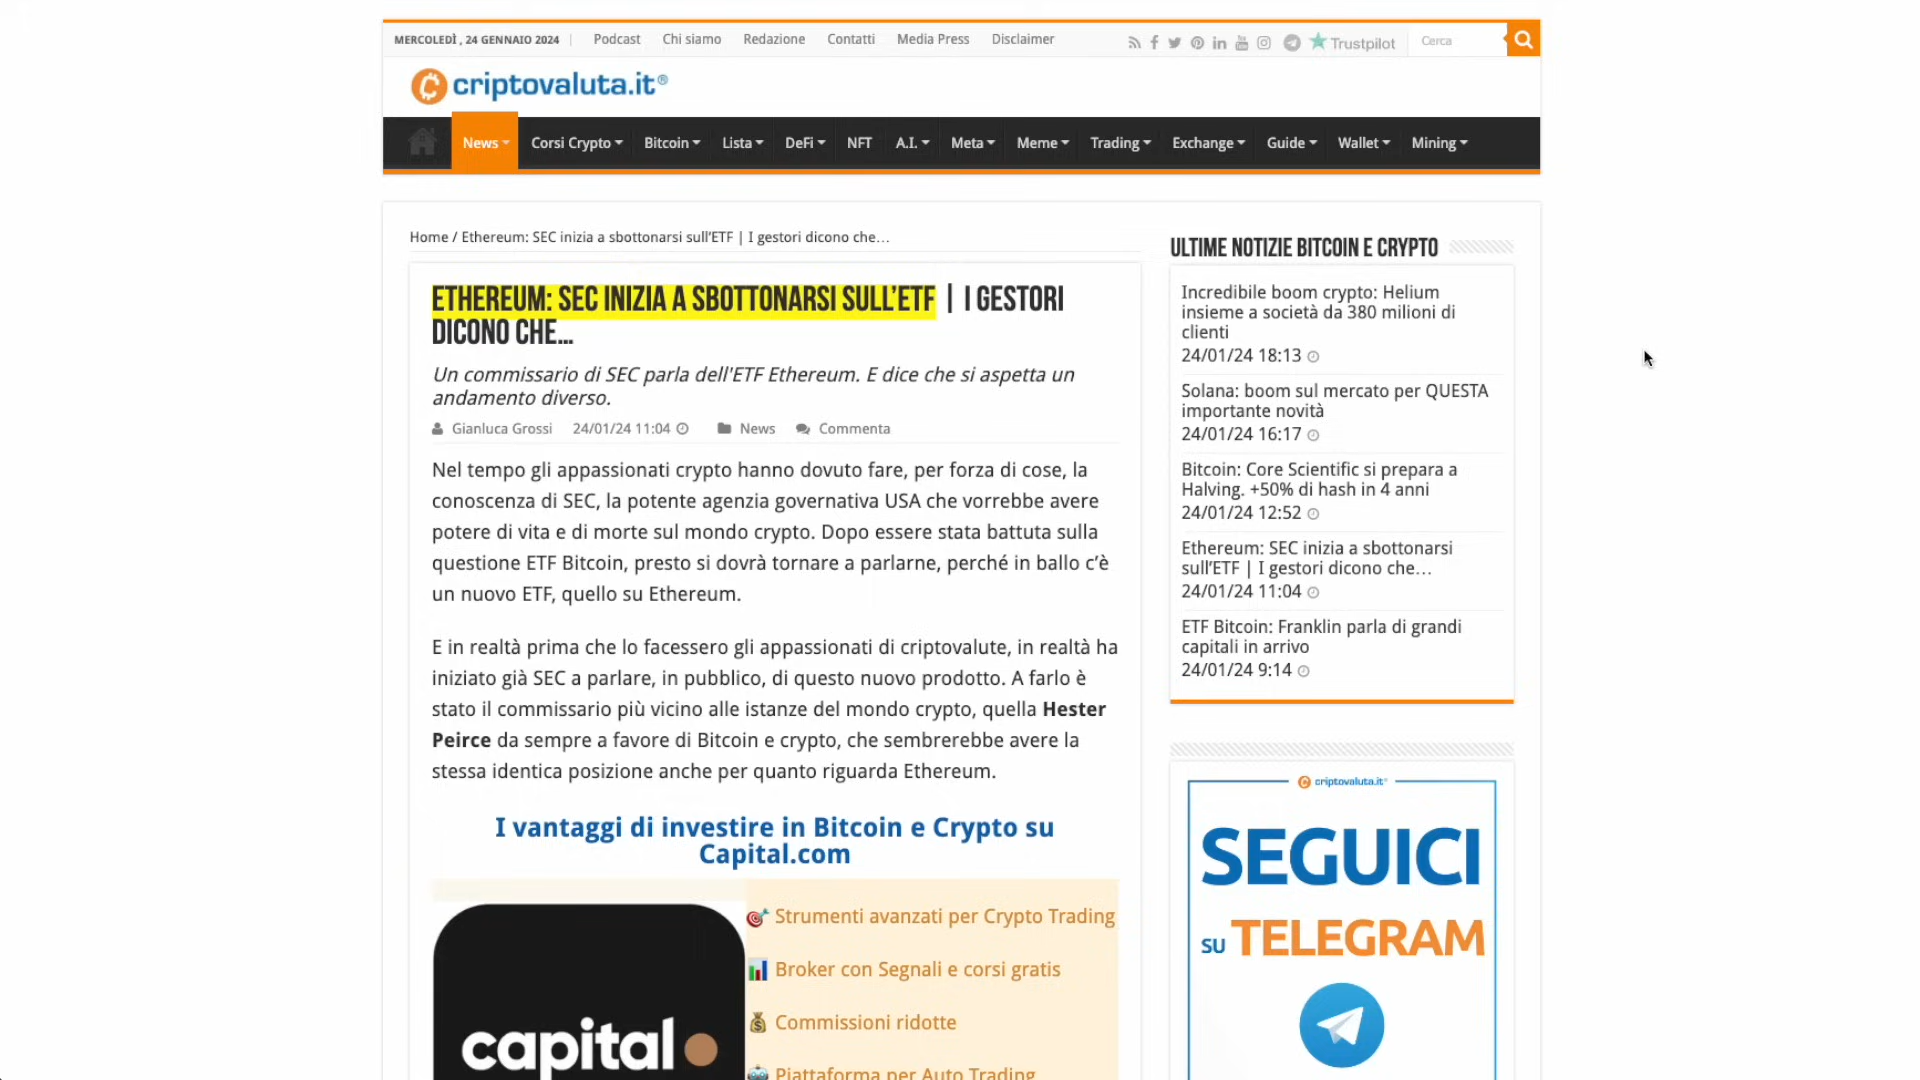 MERCOLEDÌ , 24 GENNAIO 2024
Podcast
Chi siamo
Redazione
Contatti
Media Press
Disclaimer
Trustpilot
Cerca
criptovaluta.it®
News
Corsi Crypto
Bitcoin
Lista
DeFi
NFT
A.I.
Meta
Meme
Trading
Exchange
Guide
Wallet
Mining
Home / Ethereum: SEC inizia a sbottonarsi sull’ETF | I gestori dicono che…
ETHEREUM: SEC INIZIA A SBOTTONARSI SULL’ETF | I GESTORI
DICONO CHE…
Un commissario di SEC parla dell'ETF Ethereum. E dice che si aspetta un
andamento diverso.
Gianluca Grossi
24/01/24 11:04
News
Commenta
Nel tempo gli appassionati crypto hanno dovuto fare, per forza di cose, la
conoscenza di SEC, la potente agenzia governativa USA che vorrebbe avere
potere di vita e di morte sul mondo crypto. Dopo essere stata battuta sulla
questione ETF Bitcoin, presto si dovrà tornare a parlarne, perché in ballo c’è
un nuovo ETF, quello su Ethereum.
E in realtà prima che lo facessero gli appassionati di criptovalute, in realtà ha
iniziato già SEC a parlare, in pubblico, di questo nuovo prodotto. A farlo è
stato il commissario più vicino alle istanze del mondo crypto, quella Hester
Peirce da sempre a favore di Bitcoin e crypto, che sembrerebbe avere la
stessa identica posizione anche per quanto riguarda Ethereum.
I vantaggi di investire in Bitcoin e Crypto su
Capital.com
capital
Strumenti avanzati per Crypto Trading
Broker con Segnali e corsi gratis
Commissioni ridotte
Piattaforma per Auto Trading
ULTIME NOTIZIE BITCOIN E CRYPTO
Incredibile boom crypto: Helium
insieme a società da 380 milioni di
clienti
24/01/24 18:13
Solana: boom sul mercato per QUESTA
importante novità
24/01/24 16:17
Bitcoin: Core Scientific si prepara a
Halving. +50% di hash in 4 anni
24/01/24 12:52
Ethereum: SEC inizia a sbottonarsi
sull’ETF | I gestori dicono che…
24/01/24 11:04
ETF Bitcoin: Franklin parla di grandi
capitali in arrivo
24/01/24 9:14
criptovaluta.it®
SEGUICI
SU TELEGRAM